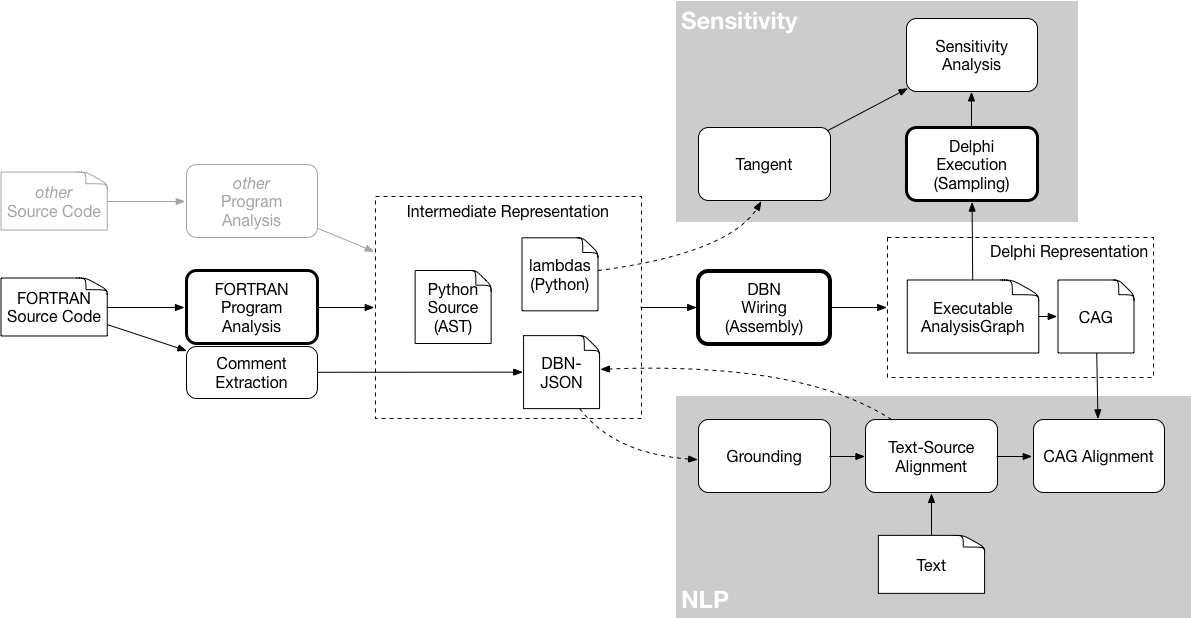 Sensitivity
Sensitivity
Analysis
Tangent
Delphi
Execution
(Sampling)
other
Source Code
other
Program
Analysis
Intermediate Representation
lambdas
(Python)
Python
Source
(AST)
DBN-
JSON
FORTRAN
Source Code
FORTRAN
Program
Analysis
Comment
Extraction
DBN
Wiring
(Assembly)
Delphi Representation
Executable
AnalysisGraph
CAG
Grounding
Text-Source
Alignment
CAG Alignment
Text
NLP